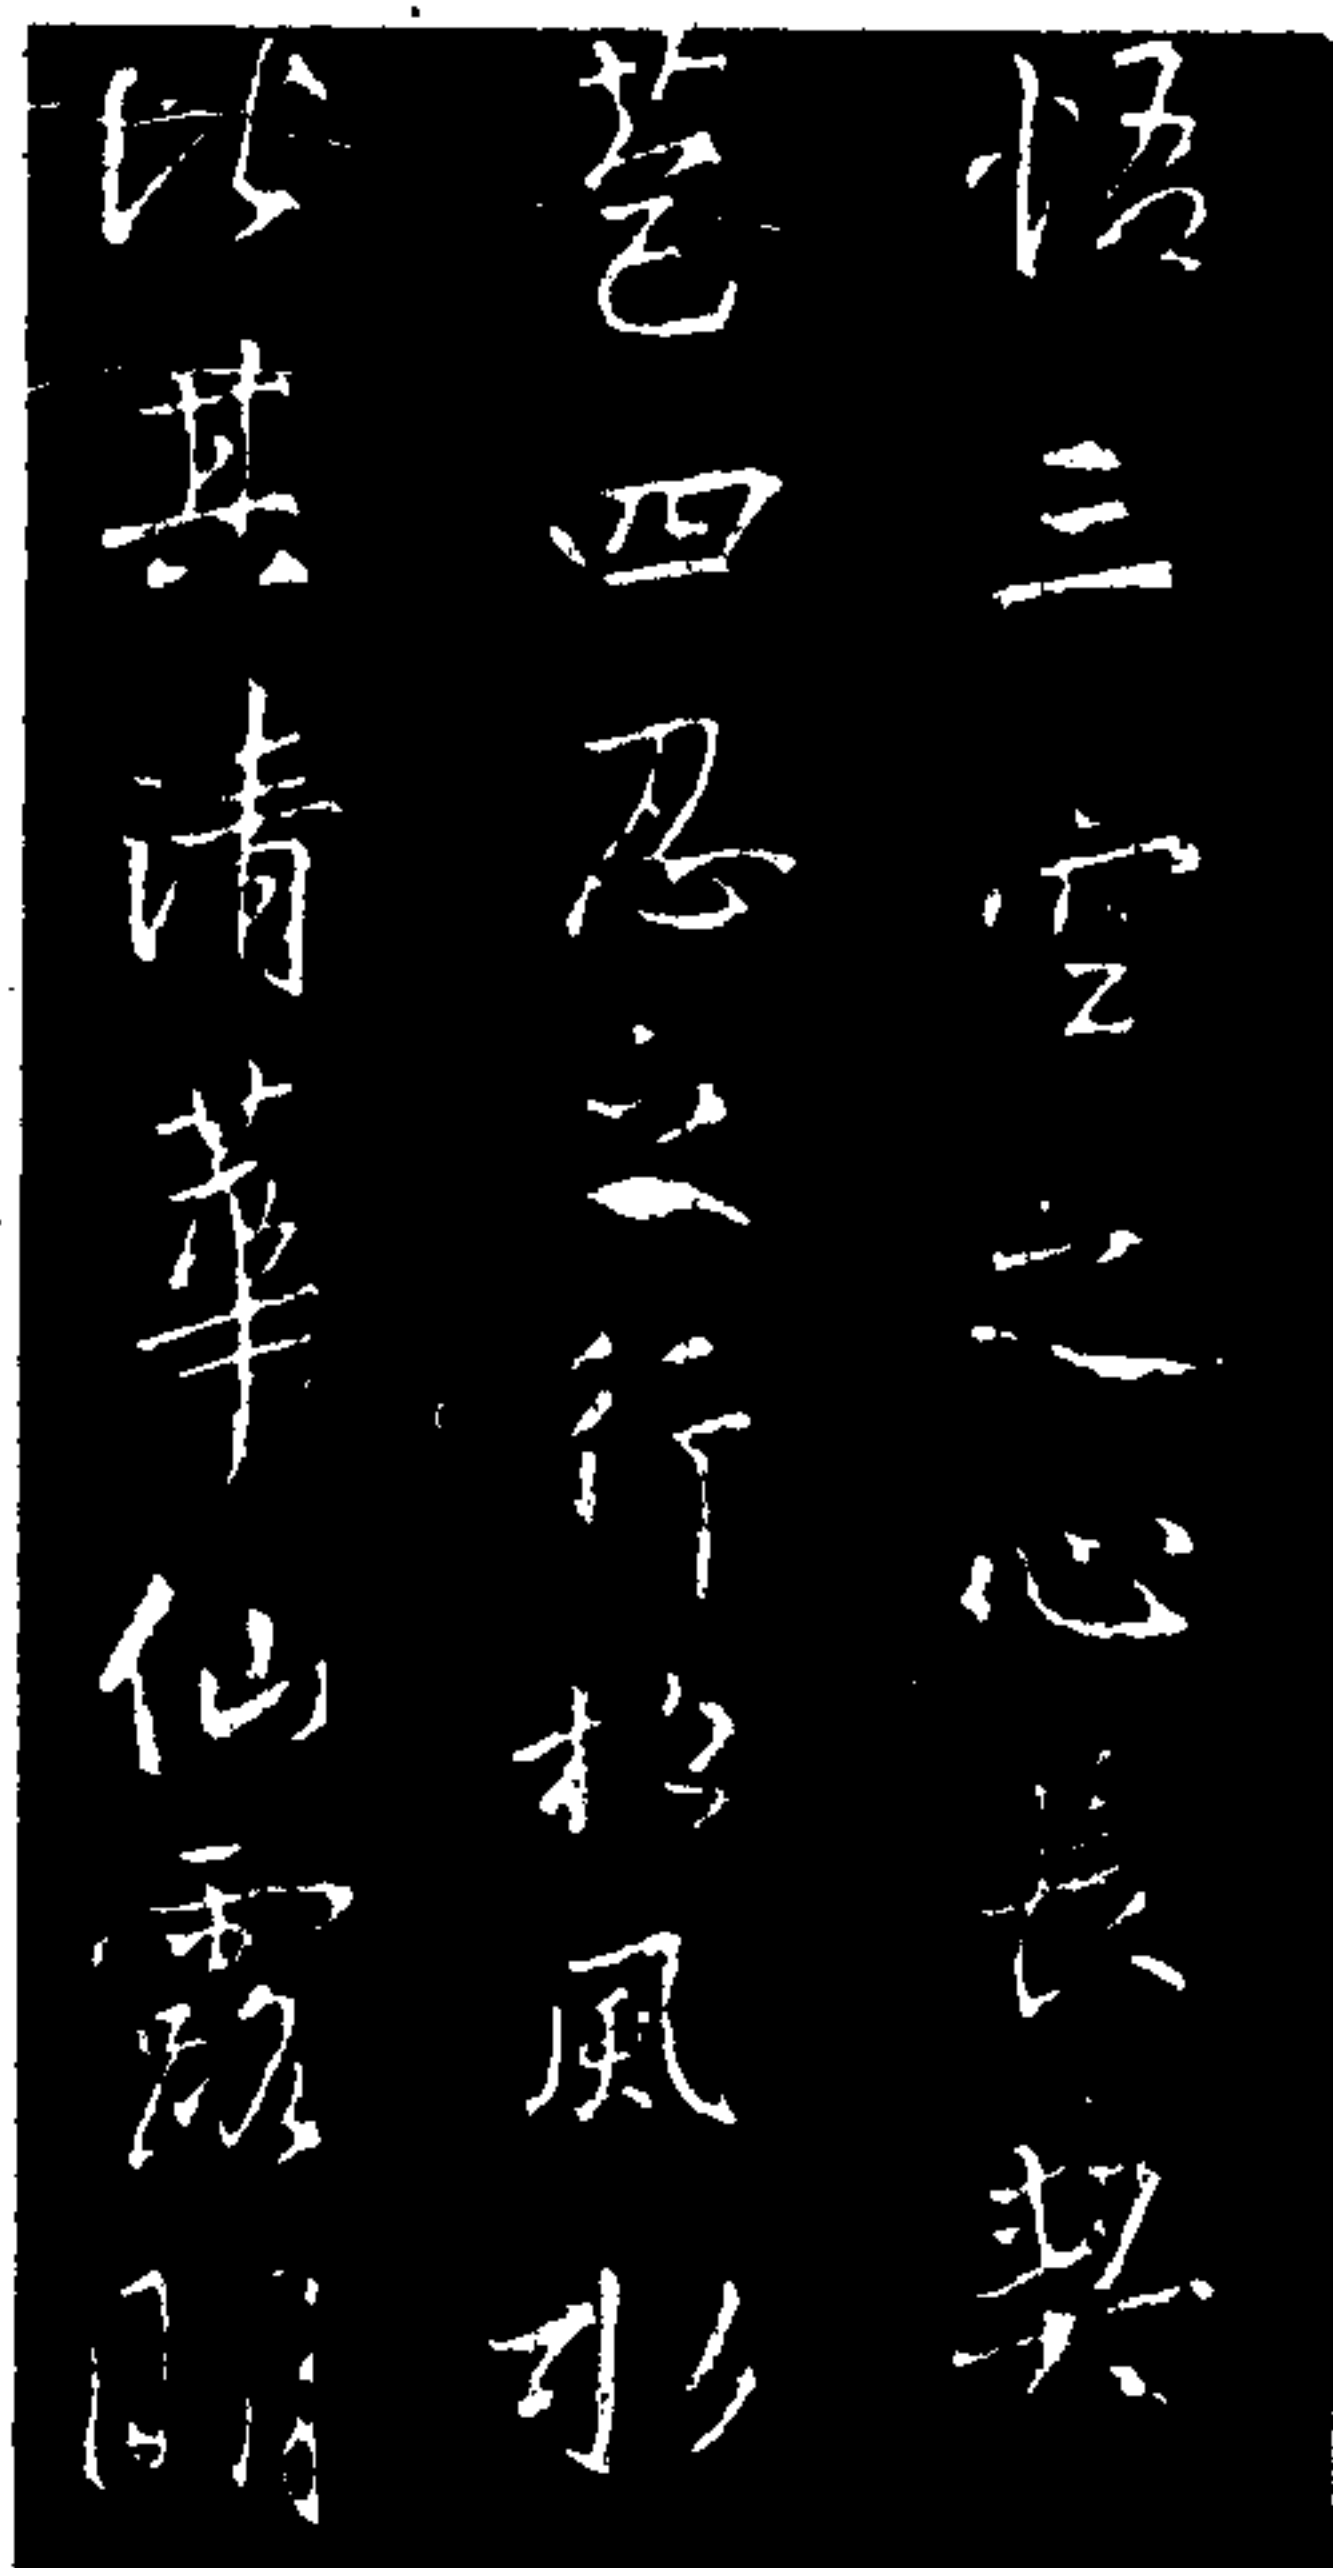 悟三空之心長契
苞四忍之行松風水
比其清華仙露明